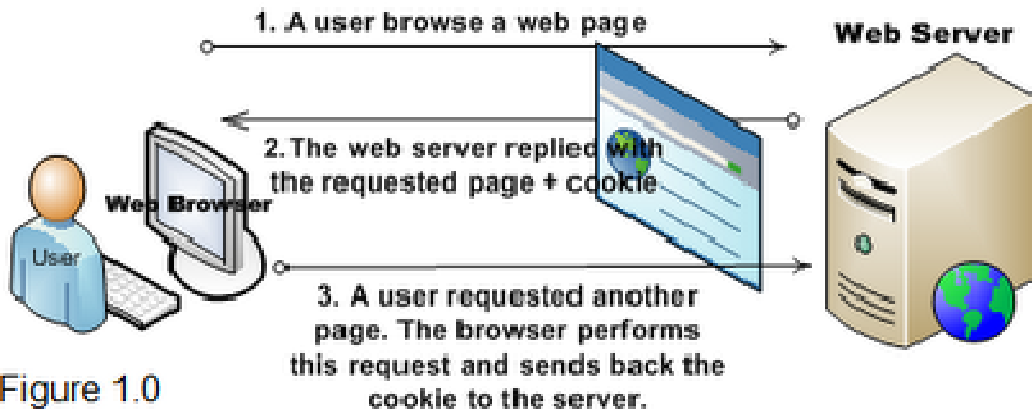 1. A user browse a web page
Web Server
2. The web server replied with
the requested page + cookie
Web Browser
User
3. A user requested another
page. The browser performs
this request and sends back the
cookie to the server.
Figure 1.0